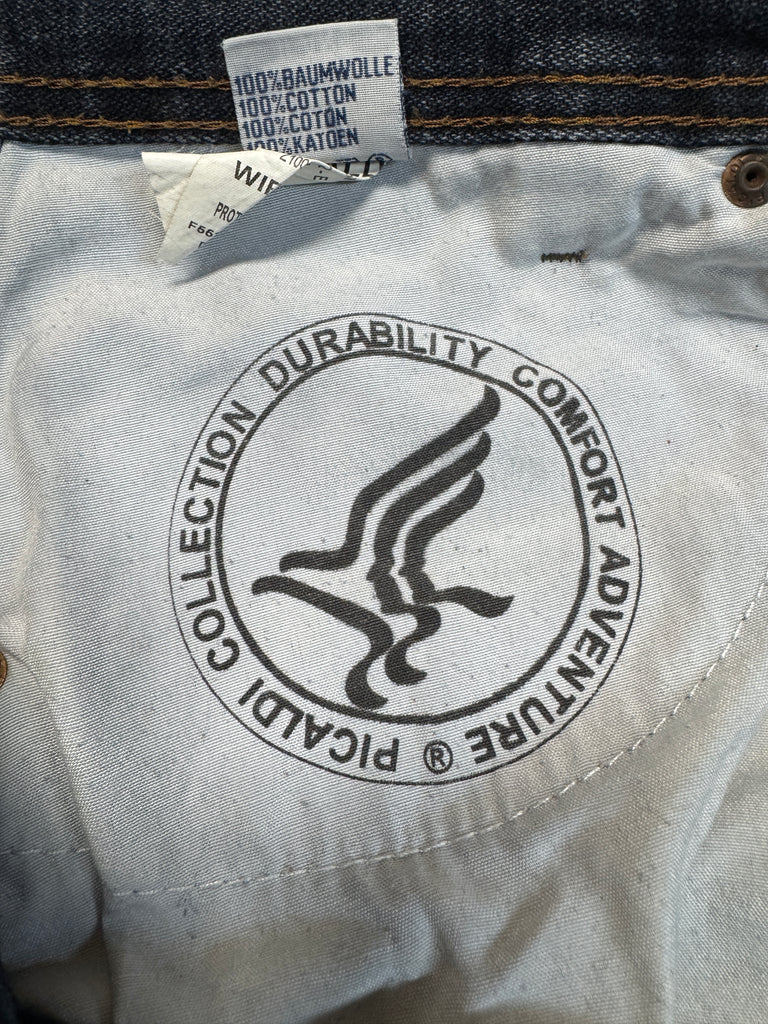 100%BAUMWOLLE
100%COTTON
100%COTON
100%KATOEN
PICALDI COLLECTION DURABILITY COMFORT ADVENTURE ®